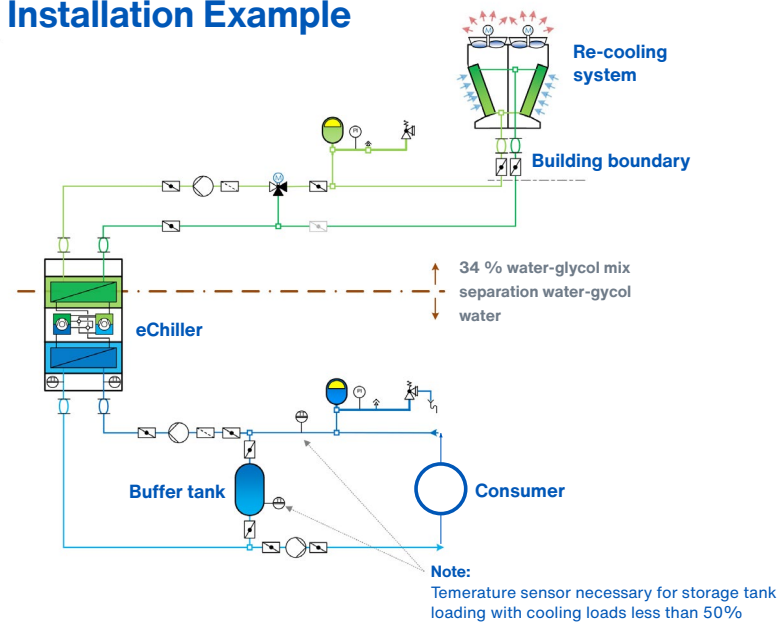 Installation Example
Re-cooling
system
Building boundary
34 % water-glycol mix
separation water-gycol
water
eChiller
Buffer tank
Consumer
Note:
Temerature sensor necessary for storage tank
loading with cooling loads less than 50%